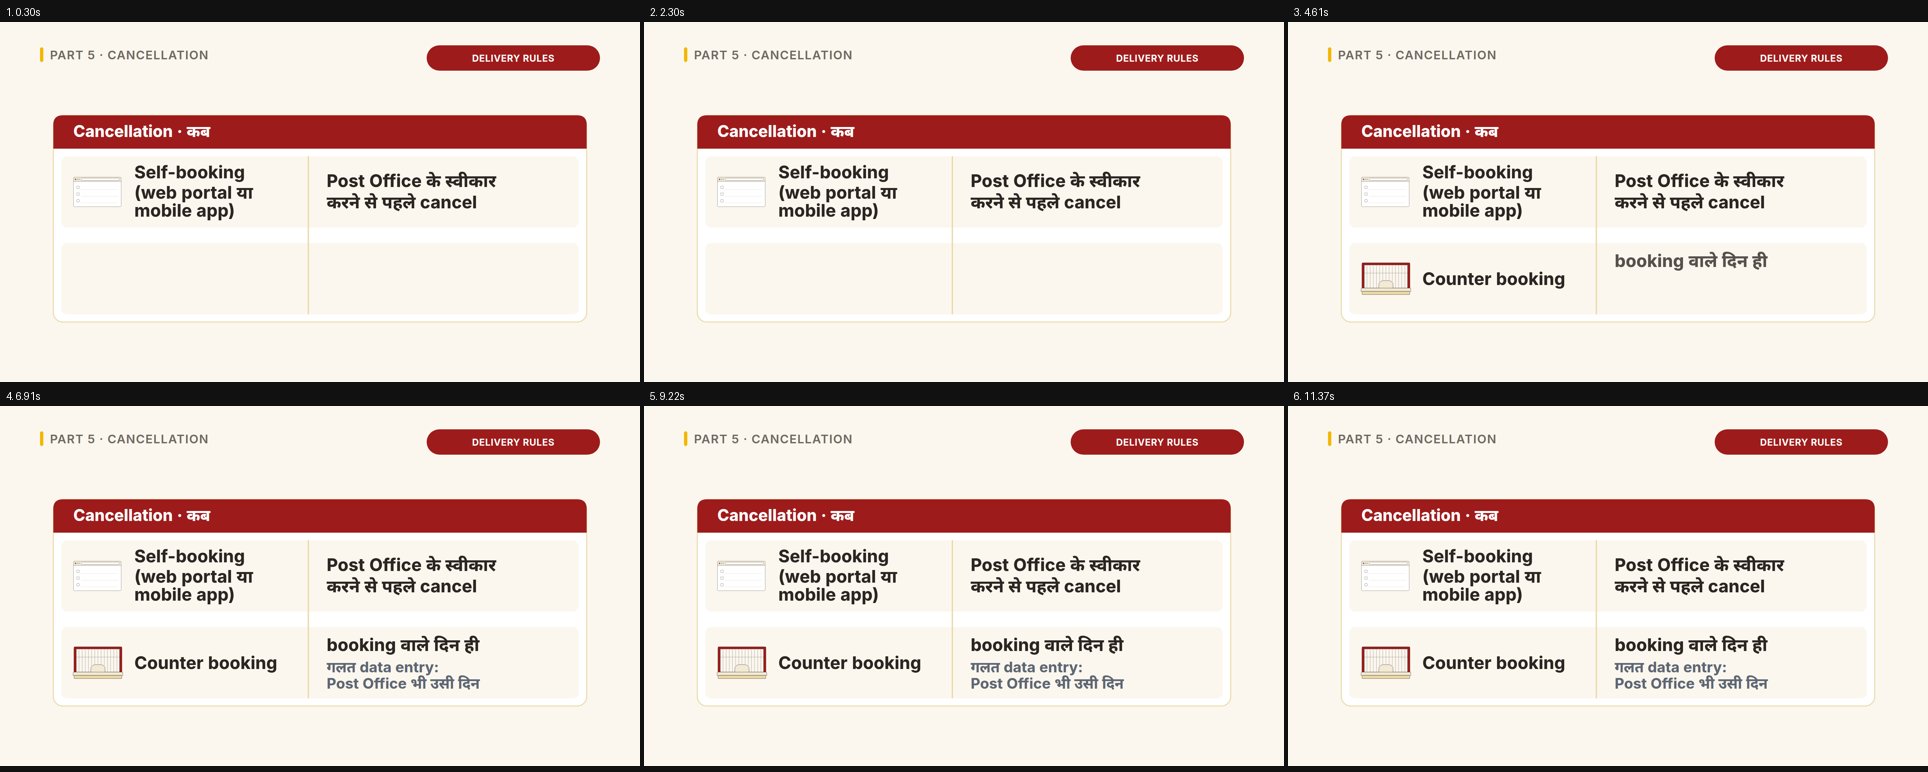 1. 0.30s
PART 5 · CANCELLATION
DELIVERY RULES
Cancellation · कब
Self-booking
(web portal या
mobile app)
Post Office के स्वीकार
करने से पहले cancel
2. 2.30s
PART 5 · CANCELLATION
DELIVERY RULES
Cancellation · कब
Self-booking
(web portal या
mobile app)
Post Office के स्वीकार
करने से पहले cancel
3. 4.61s
PART 5 · CANCELLATION
DELIVERY RULES
Cancellation · कब
Self-booking
(web portal या
mobile app)
Post Office के स्वीकार
करने से पहले cancel
Counter booking
booking वाले दिन ही
4. 6.91s
PART 5 · CANCELLATION
DELIVERY RULES
Cancellation · कब
Self-booking
(web portal या
mobile app)
Post Office के स्वीकार
करने से पहले cancel
Counter booking
booking वाले दिन ही
गलत data entry:
Post Office भी उसी दिन
5. 9.22s
PART 5 · CANCELLATION
DELIVERY RULES
Cancellation · कब
Self-booking
(web portal या
mobile app)
Post Office के स्वीकार
करने से पहले cancel
Counter booking
booking वाले दिन ही
गलत data entry:
Post Office भी उसी दिन
6. 11.37s
PART 5 · CANCELLATION
DELIVERY RULES
Cancellation · कब
Self-booking
(web portal या
mobile app)
Post Office के स्वीकार
करने से पहले cancel
Counter booking
booking वाले दिन ही
गलत data entry:
Post Office भी उसी दिन